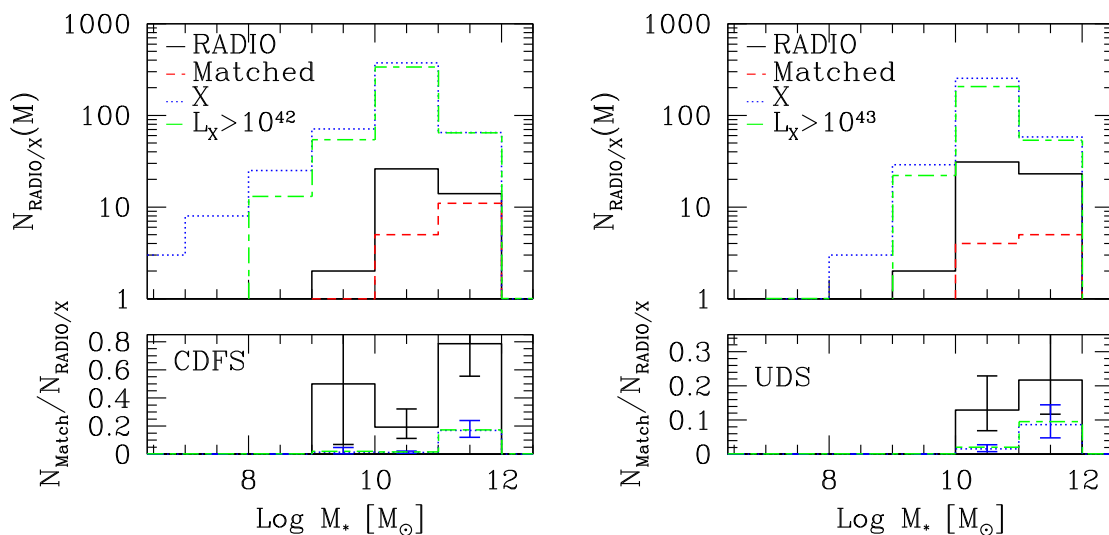 1000
100
10
1
N_RADIO/X(M)
RADIO
Matched
X
L_X>10^42
0.8
0.6
0.4
0.2
0
N_Match/N_RADIO/X
CDFS
8 10 12
Log M_* [M_⊙]
1000
100
10
1
N_RADIO/X(M)
RADIO
Matched
X
L_X>10^43
0.3
0.2
0.1
0
N_Match/N_RADIO/X
UDS
8 10 12
Log M_* [M_⊙]